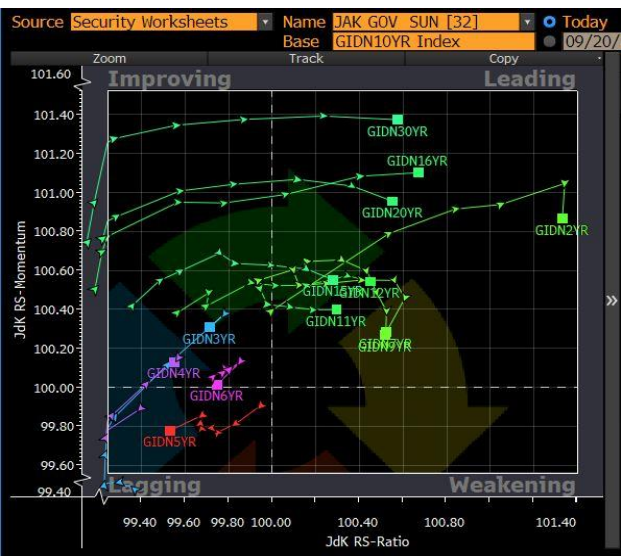 Source Security Worksheets Name JAK GOV SUN [32] Today
Base GIDN10YR Index 09/20/
Zoom Track Copy
Improving Leading
101.60
101.40
101.20
101.00
100.80
100.60
100.40
100.20
100.00
99.80
99.60
99.40
JdK RS-Momentum
GIDN30YR
GIDN16YR
GIDN20YR
GIDN2YR
GIDN15YR
GIDN12YR
GIDN11YR
GIDN3YR
GIDN9YR
GIDN4YR
GIDN6YR
GIDN5YR
Lagging Weakening
99.40 99.60 99.80 100.00 100.40 100.80 101.40
JdK RS-Ratio
»